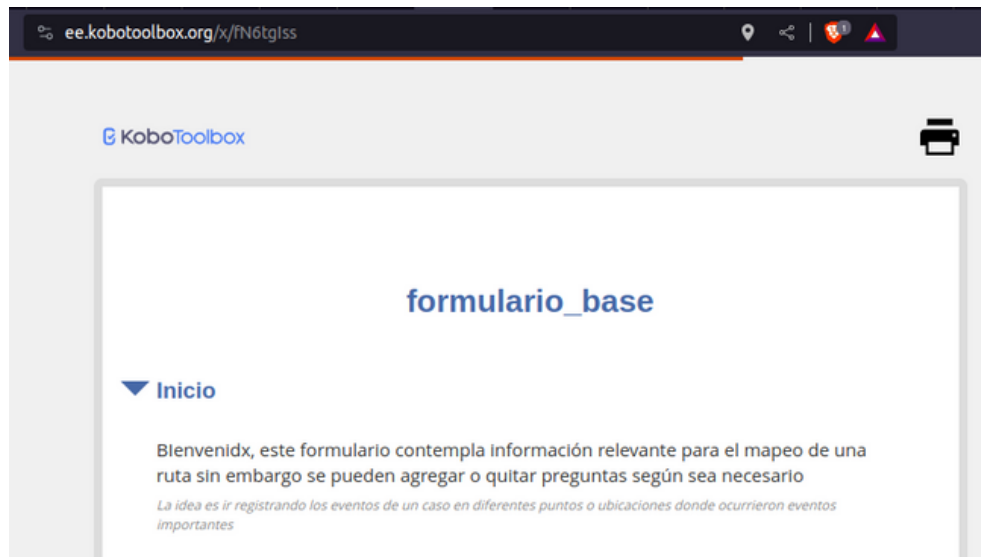 ee.kobotoolbox.org/x/fN6tgIss
1
KoboToolbox
formulario_base
Inicio
BIenvenidx, este formulario contempla información relevante para el mapeo de una
ruta sin embargo se pueden agregar o quitar preguntas según sea necesario
La idea es ir registrando los eventos de un caso en diferentes puntos o ubicaciones donde ocurrieron eventos
importantes